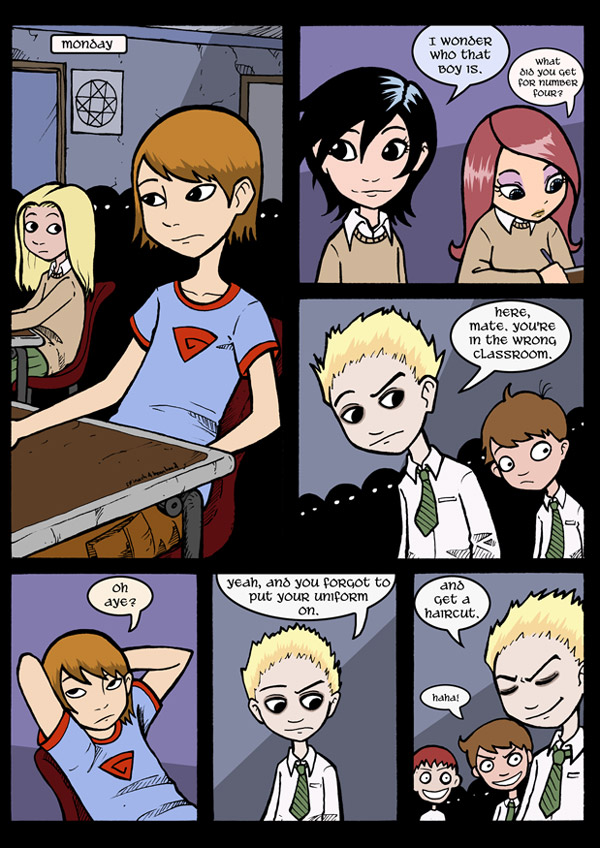 Monday
I wonder
who that
boy is.
what
did you get
for number
four?
here,
mate. you're
in the wrong
classroom.
oh
aye?
yeah, and you forgot to
put your uniform
on.
and
get a
haircut.
haha!